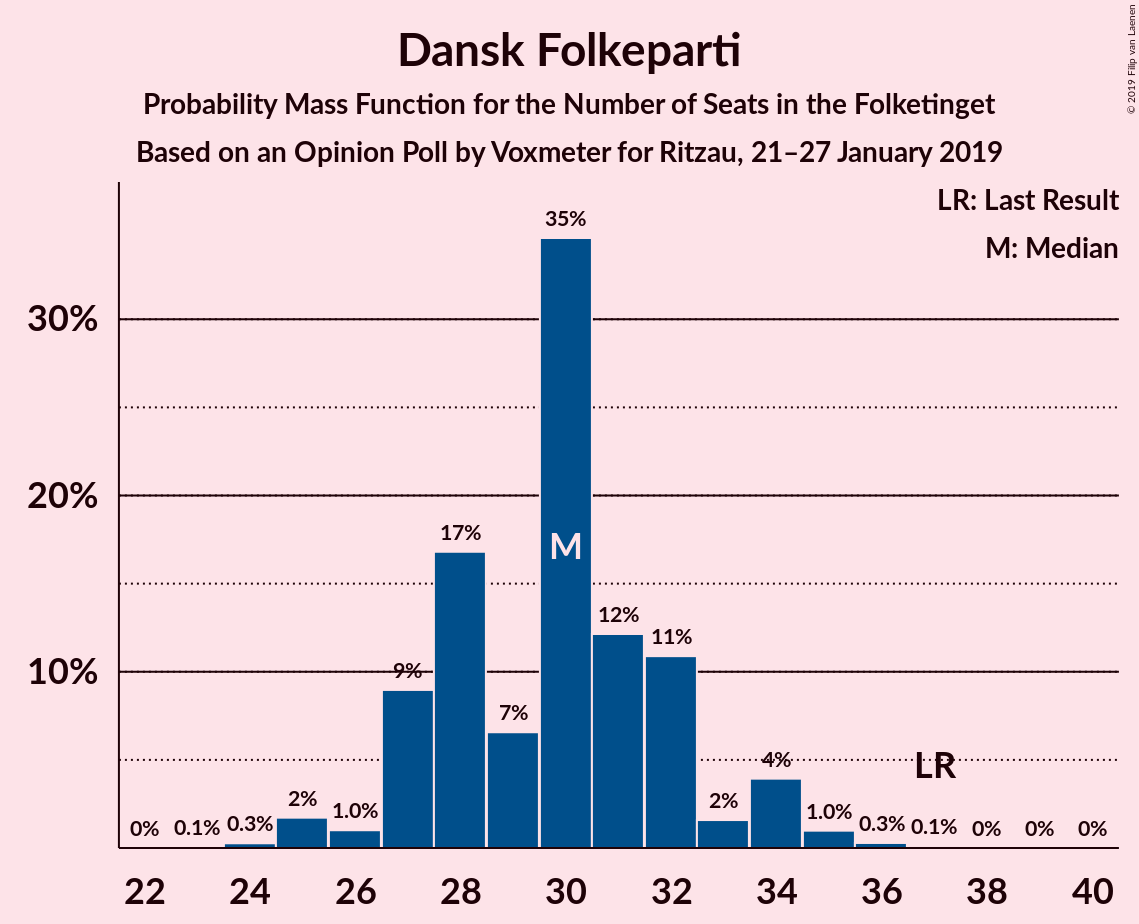 Dansk Folkeparti
Probability Mass Function for the Number of Seats in the Folketinget
Based on an Opinion Poll by Voxmeter for Ritzau, 21–27 January 2019
© 2019 Filip van Laenen
LR: Last Result
M: Median
30%
20%
10%
0%
0.1%
0.3%
2%
1.0%
9%
17%
7%
35%
M
12%
11%
2%
4%
1.0%
0.3%
LR
0.1%
0%
0%
0%
22 24 26 28 30 32 34 36 38 40